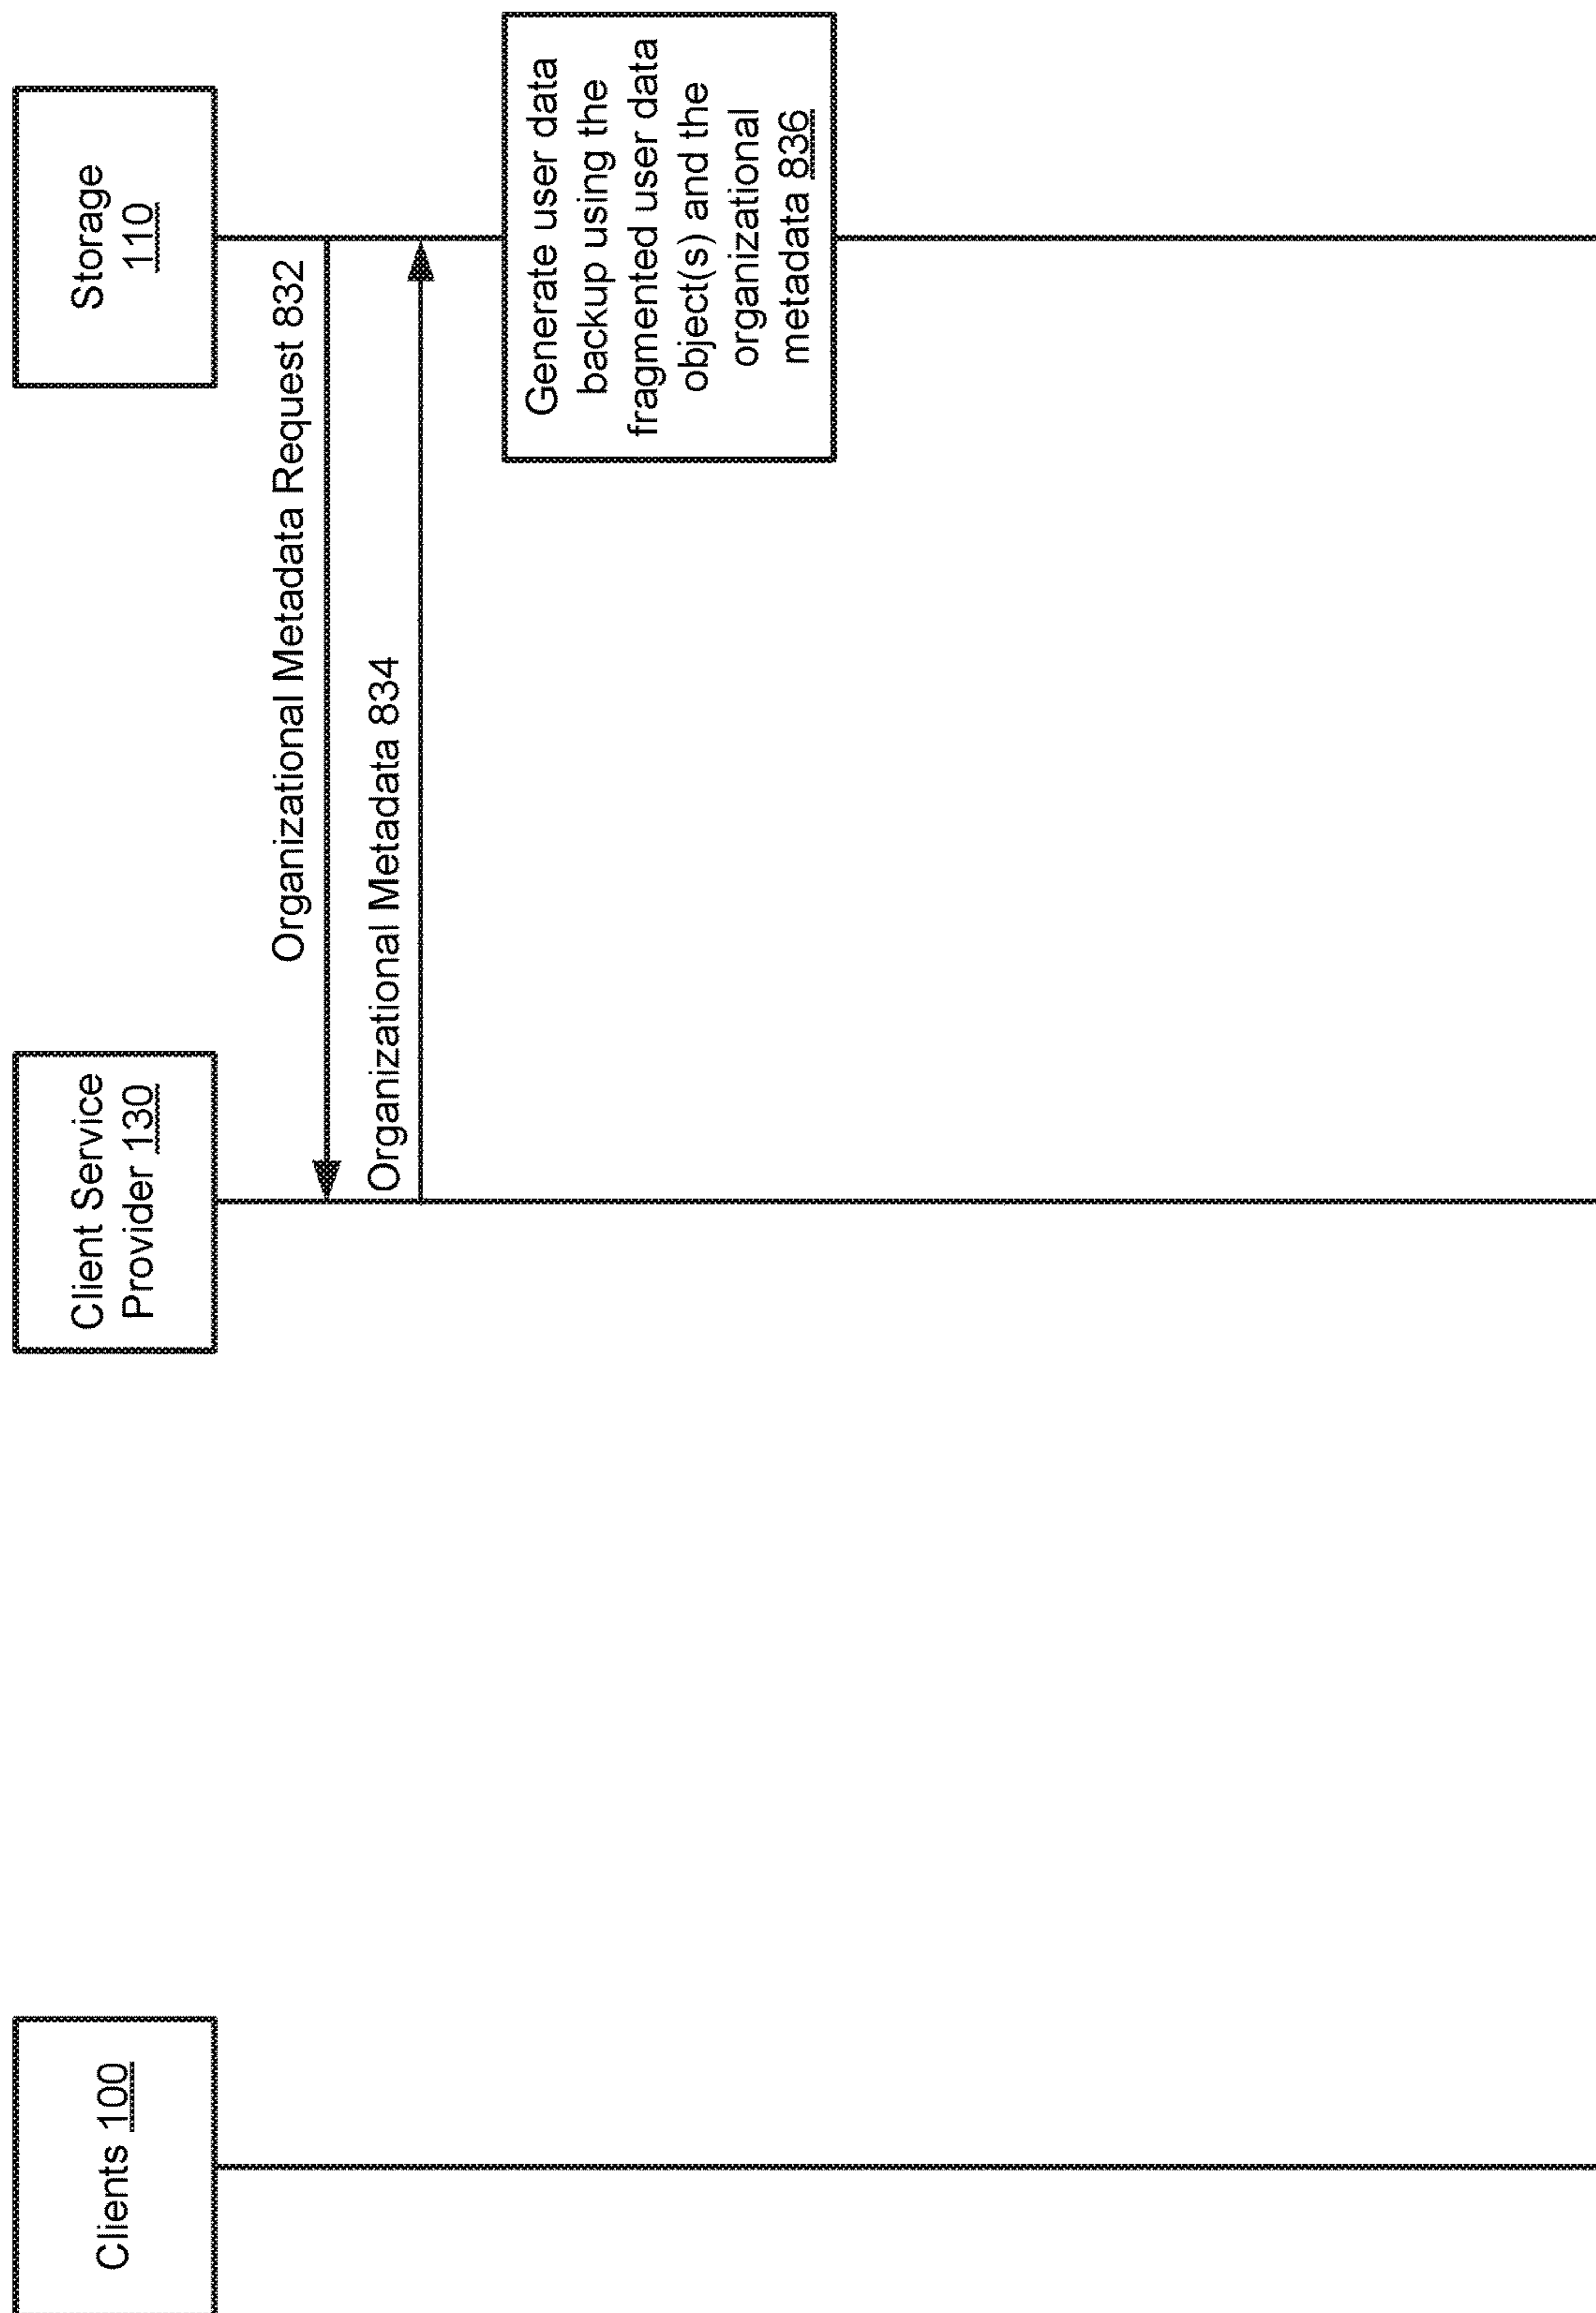 Clients 100
Client Service
Provider 130
Storage
110
Organizational Metadata Request 832
Organizational Metadata 834
Generate user data
backup using the
fragmented user data
object(s) and the
organizational
metadata 836